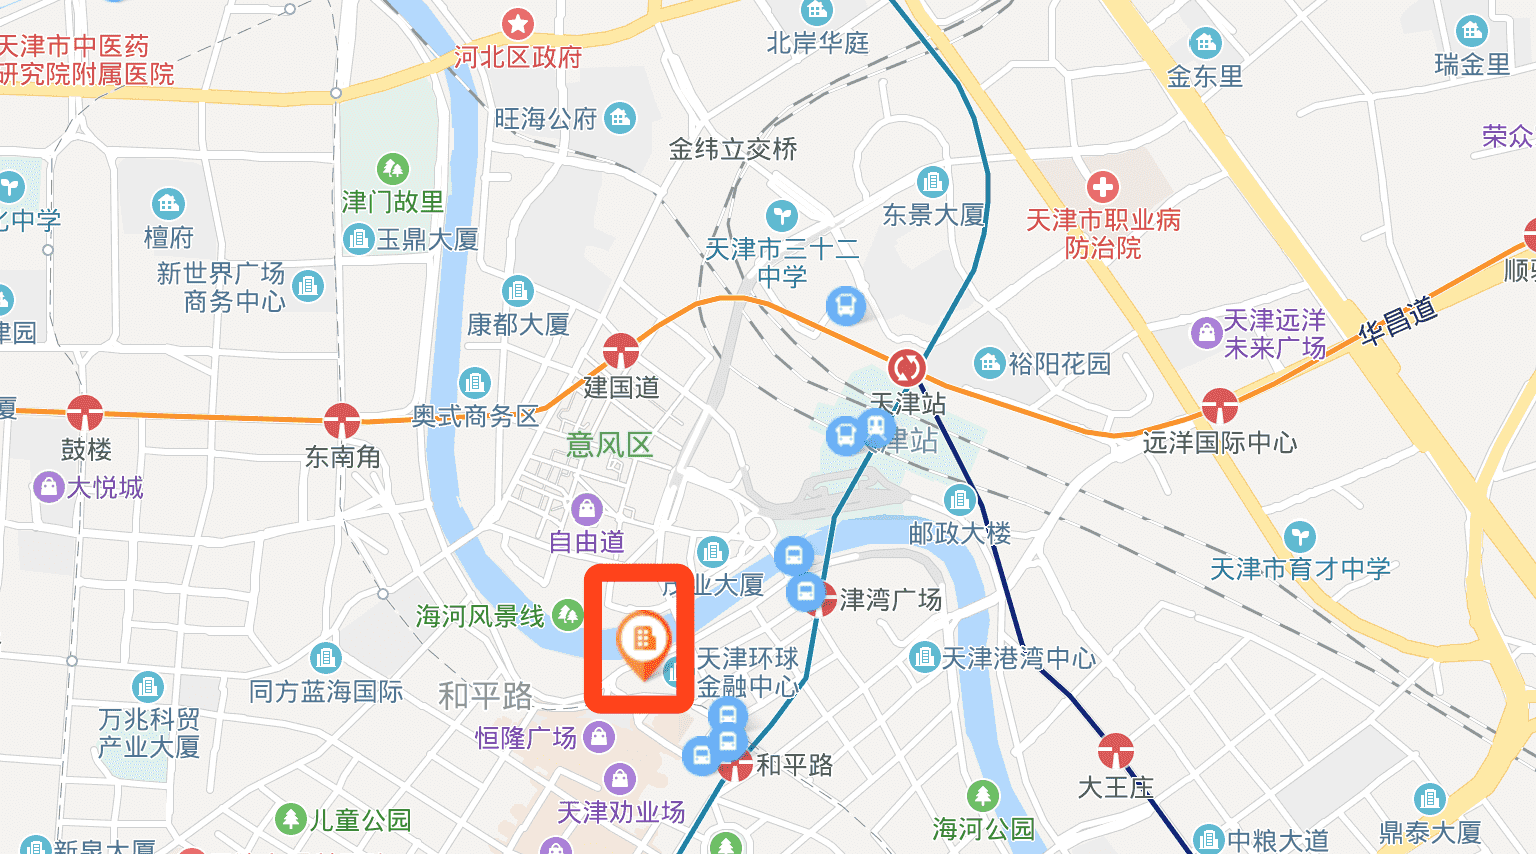 天津市中医药
研究院附属医院
河北区政府
北岸华庭
金东里
瑞金里
旺海公府
金纬立交桥
荣众
津门故里
玉鼎大厦
檀府
化中学
新世界广场
商务中心
津园
康都大厦
天津市三十二
中学
东景大厦
天津市职业病
防治院
顺驰
华昌道
天津远洋
未来广场
建国道
裕阳花园
天津站
津站
奥式商务区
厦
鼓楼
东南角
意风区
远洋国际中心
大悦城
自由道
邮政大楼
天津市育才中学
茂业大厦
海河风景线
津湾广场
天津环球
金融中心
天津港湾中心
同方蓝海国际
和平路
万兆科贸
产业大厦
恒隆广场
和平路
大王庄
天津劝业场
儿童公园
海河公园
鼎泰大厦
中粮大道
新泉大厦